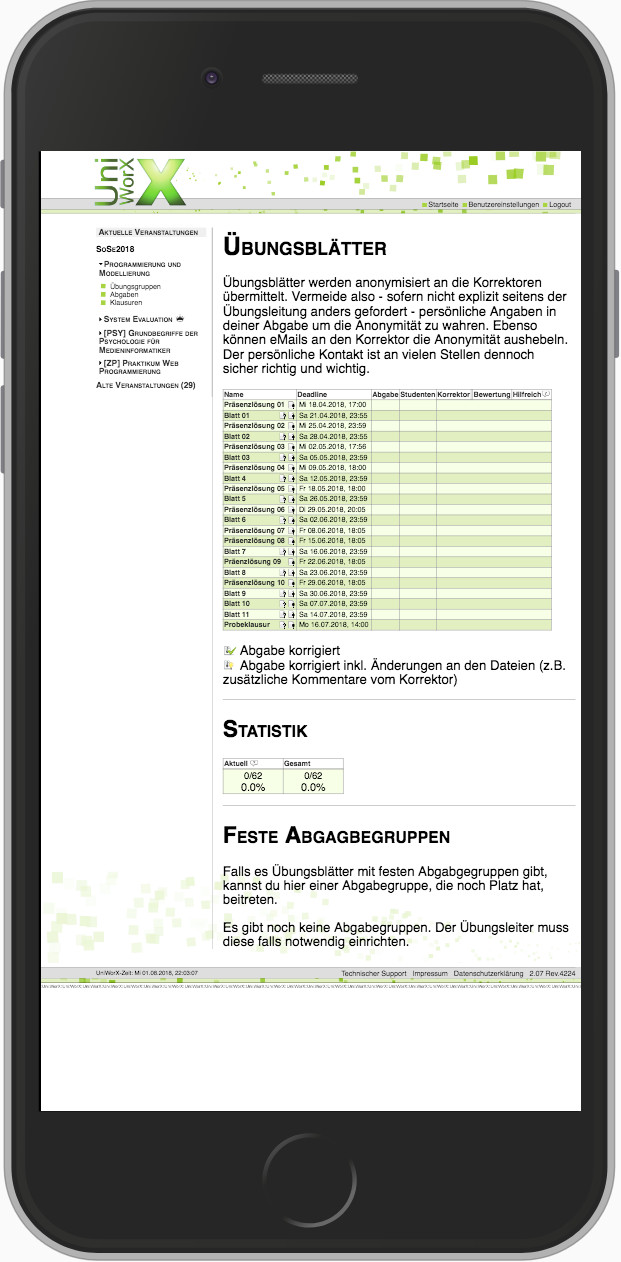 Uni
WorX
X
Startseite Benutzereinstellungen Logout
Aktuelle Veranstaltungen
SoSe2018
Programmierung und
Modellierung
Übungsgruppen
Abgaben
Klausuren
System Evaluation
[PSY] Grundbegriffe der
Psychologie für
Medieninformatiker
[ZP] Praktikum Web
Programmierung
Alte Veranstaltungen (29)
Übungsblätter
Übungsblätter werden anonymisiert an die Korrektoren
übermittelt. Vermeide also - sofern nicht explizit seitens der
Übungsleitung anders gefordert - persönliche Angaben in
deiner Abgabe um die Anonymität zu wahren. Ebenso
können eMails an den Korrektor die Anonymität aushebeln.
Der persönliche Kontakt ist an vielen Stellen dennoch
sicher richtig und wichtig.
Name Deadline Abgabe Studenten Korrektor Bewertung Hilfreich
Präsenzlösung 01 Mi 18.04.2018, 17:00
Blatt 01 ? Sa 21.04.2018, 23:55
Präsenzlösung 02 Mi 25.04.2018, 23:59
Blatt 02 ? Sa 28.04.2018, 23:55
Präsenzlösung 03 Mi 02.05.2018, 17:56
Blatt 03 ? Sa 05.05.2018, 23:59
Präsenzlösung 04 Mi 09.05.2018, 18:00
Blatt 4 ? Sa 12.05.2018, 23:59
Präsenzlösung 05 Fr 18.05.2018, 18:00
Blatt 5 ? Sa 26.05.2018, 23:59
Präsenzlösung 06 Di 29.05.2018, 20:05
Blatt 6 ? Sa 02.06.2018, 23:59
Präsenzlösung 07 Fr 08.06.2018, 18:05
Präsenzlösung 08 Fr 15.06.2018, 18:05
Blatt 7 ? Sa 16.06.2018, 23:59
Präenzlösung 09 Fr 22.06.2018, 18:05
Blatt 8 ? Sa 23.06.2018, 23:59
Präsenzlösung 10 Fr 29.06.2018, 18:05
Blatt 9 ? Sa 30.06.2018, 23:59
Blatt 10 ? Sa 07.07.2018, 23:59
Blatt 11 ? Sa 14.07.2018, 23:59
Probeklausur ? Mo 16.07.2018, 14:00
Abgabe korrigiert
Abgabe korrigiert inkl. Änderungen an den Dateien (z.B.
zusätzliche Kommentare vom Korrektor)
Statistik
Aktuell Gesamt
0/62 0/62
0.0% 0.0%
Feste Abgagbegruppen
Falls es Übungsblätter mit festen Abgabgegruppen gibt,
kannst du hier einer Abgabegruppe, die noch Platz hat,
beitreten.
Es gibt noch keine Abgabegruppen. Der Übungsleiter muss
diese falls notwendig einrichten.
UniWorX-Zeit: Mi 01.08.2018, 22:03:07 Technischer Support Impressum Datenschutzerklärung 2.07 Rev.4224